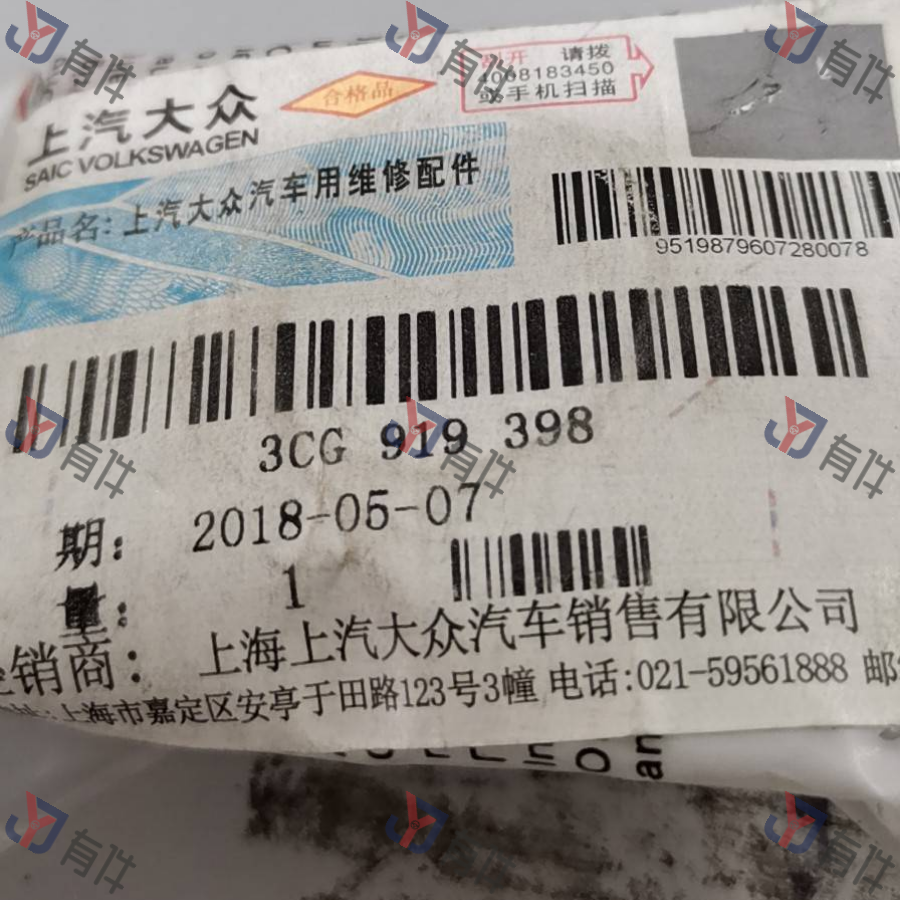 刮开 请拨
4008183450
或手机扫描
合格品
上汽大众
SAIC VOLKSWAGEN
产品名: 上汽大众汽车用维修配件
9519879607280078
3CG 919 398
期: 2018-05-07
量: 1
销商: 上海上汽大众汽车销售有限公司
上海市嘉定区安亭于田路123号3幢 电话:021-59561888 邮
有件
有件
有件
有件
有件
有件
有件
有件
有件